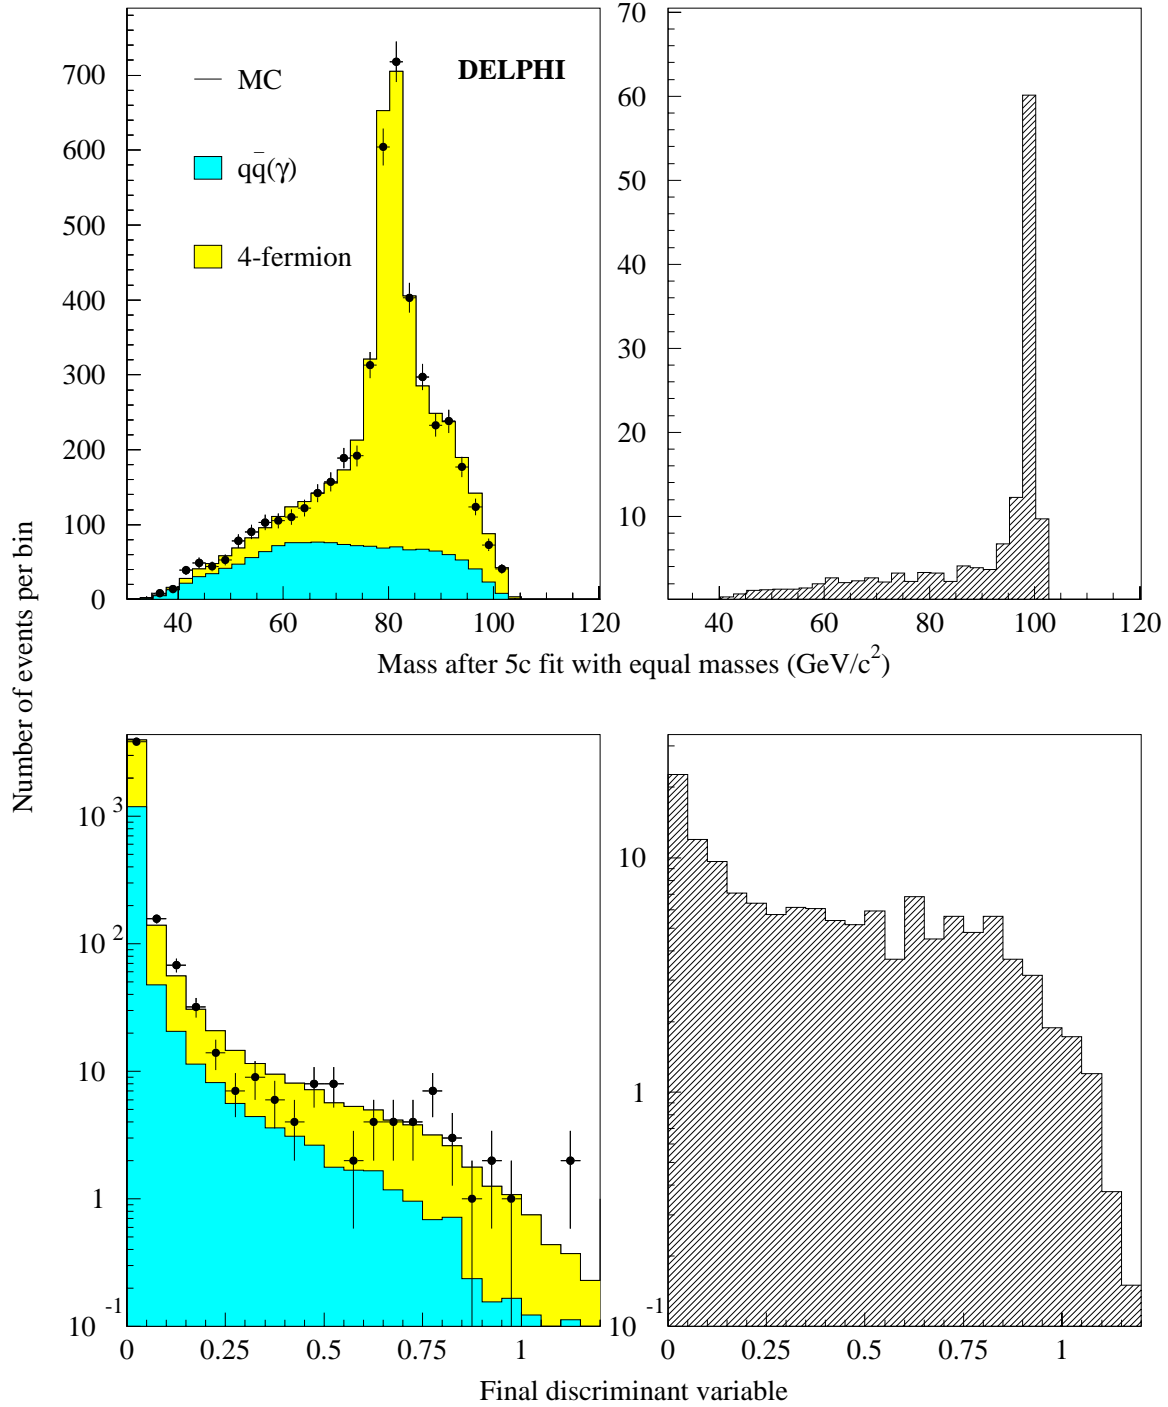 DELPHI
MC
qq̄(γ)
4-fermion
700
600
500
400
300
200
100
0
40 60 80 100 120
70
60
50
40
30
20
10
40 60 80 100 120
Mass after 5c fit with equal masses (GeV/c²)
Number of events per bin
10³
10²
10
1
10⁻¹
0 0.25 0.5 0.75 1
10
1
10⁻¹
0 0.25 0.5 0.75 1
Final discriminant variable